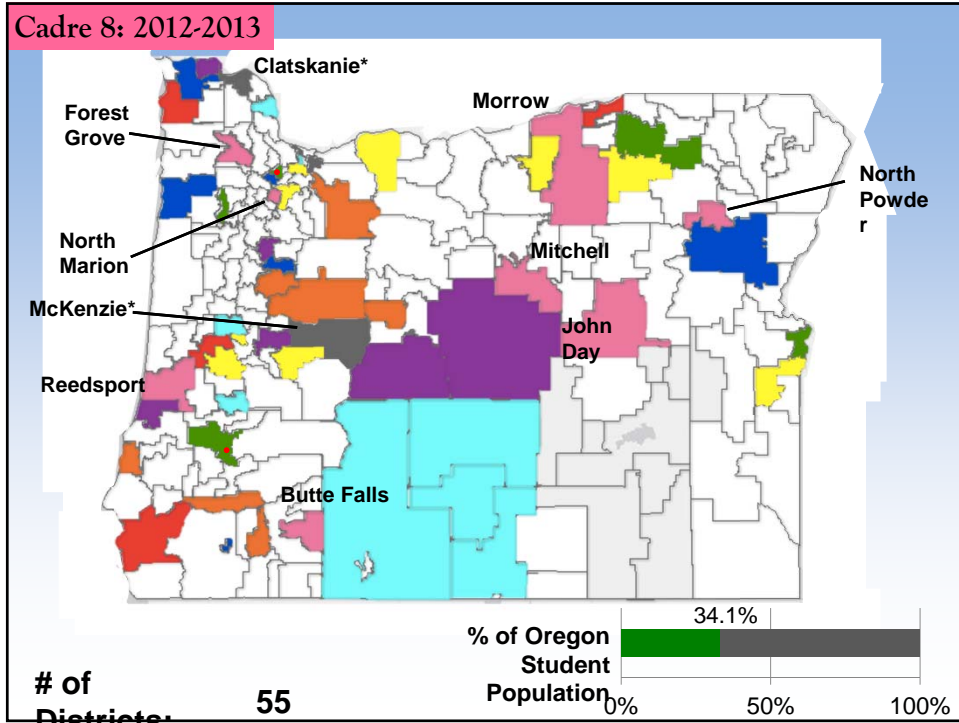 Cadre 8: 2012-2013
Clatskanie*
Morrow
Forest
Grove
North
Powde
r
North
Marion
Mitchell
McKenzie*
John
Day
Reedsport
Butte Falls
34.1%
% of Oregon
Student
Population
0%
50%
100%
# of
Districts:
55